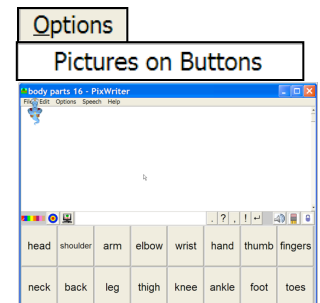 Options
Pictures on Buttons
body parts 16 - PixWriter
File Edit Options Speech Help
. ? , ! ↵
head shoulder arm elbow wrist hand thumb fingers
neck back leg thigh knee ankle foot toes